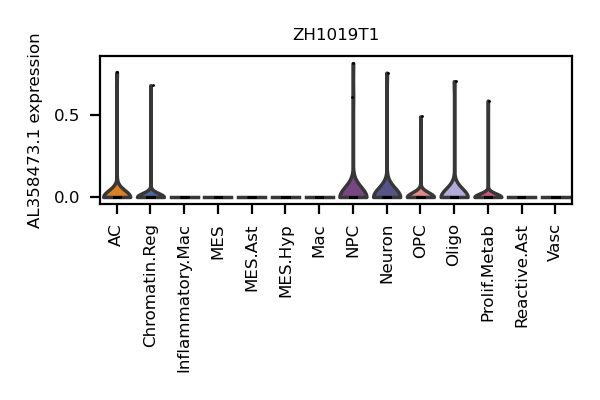 ZH1019T1
AL358473.1 expression
0.5
0.0
AC
Chromatin.Reg
Inflammatory.Mac
MES
MES.Ast
MES.Hyp
Mac
NPC
Neuron
OPC
Oligo
Prolif.Metab
Reactive.Ast
Vasc